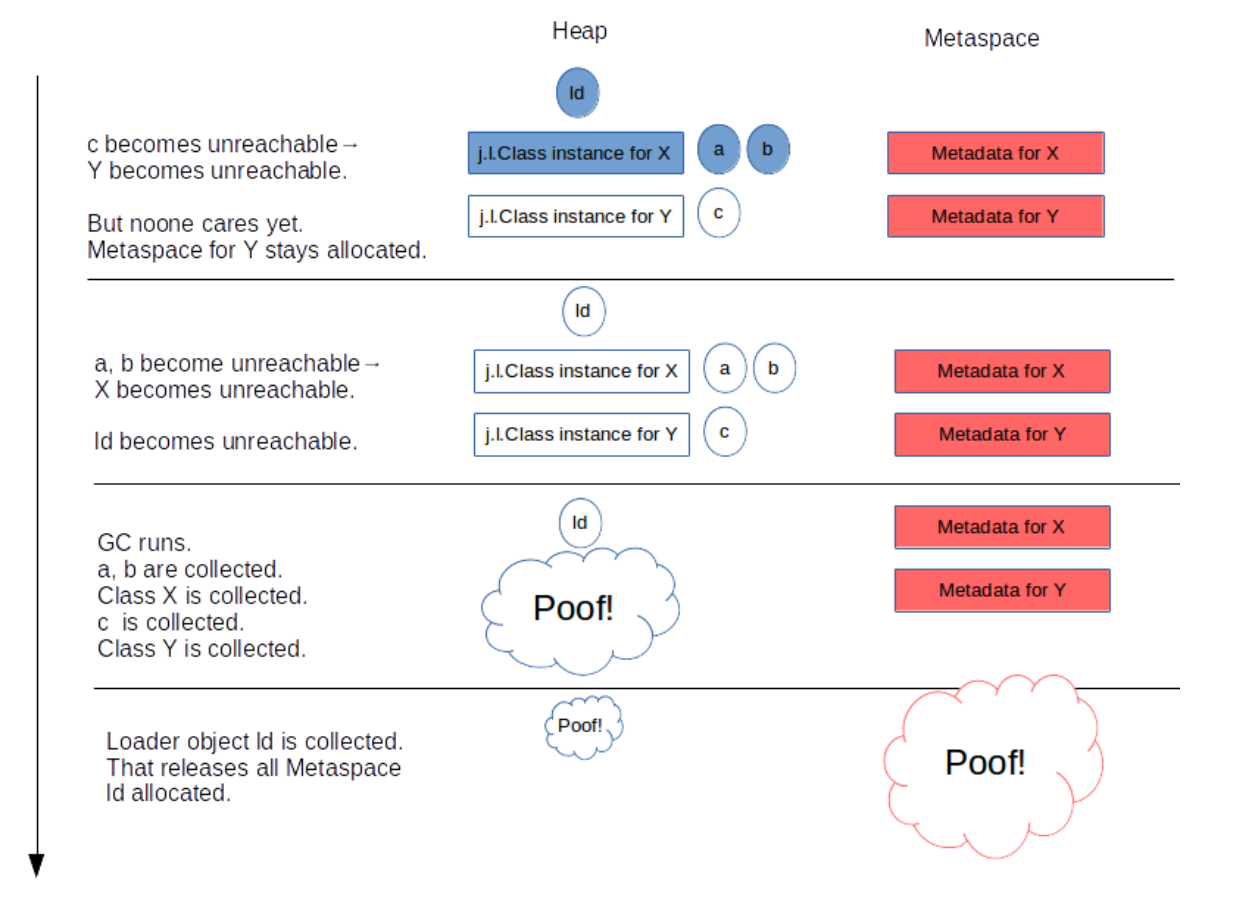 Heap
Metaspace
ld
c becomes unreachable→
Y becomes unreachable.
j.l.Class instance for X
a
b
Metadata for X
But noone cares yet.
Metaspace for Y stays allocated.
j.l.Class instance for Y
c
Metadata for Y
ld
a, b become unreachable→
X becomes unreachable.
j.l.Class instance for X
a
b
Metadata for X
ld becomes unreachable.
j.l.Class instance for Y
c
Metadata for Y
GC runs.
a, b are collected.
Class X is collected.
c is collected.
Class Y is collected.
ld
Poof!
Metadata for X
Metadata for Y
Loader object ld is collected.
That releases all Metaspace
ld allocated.
Poof!
Poof!